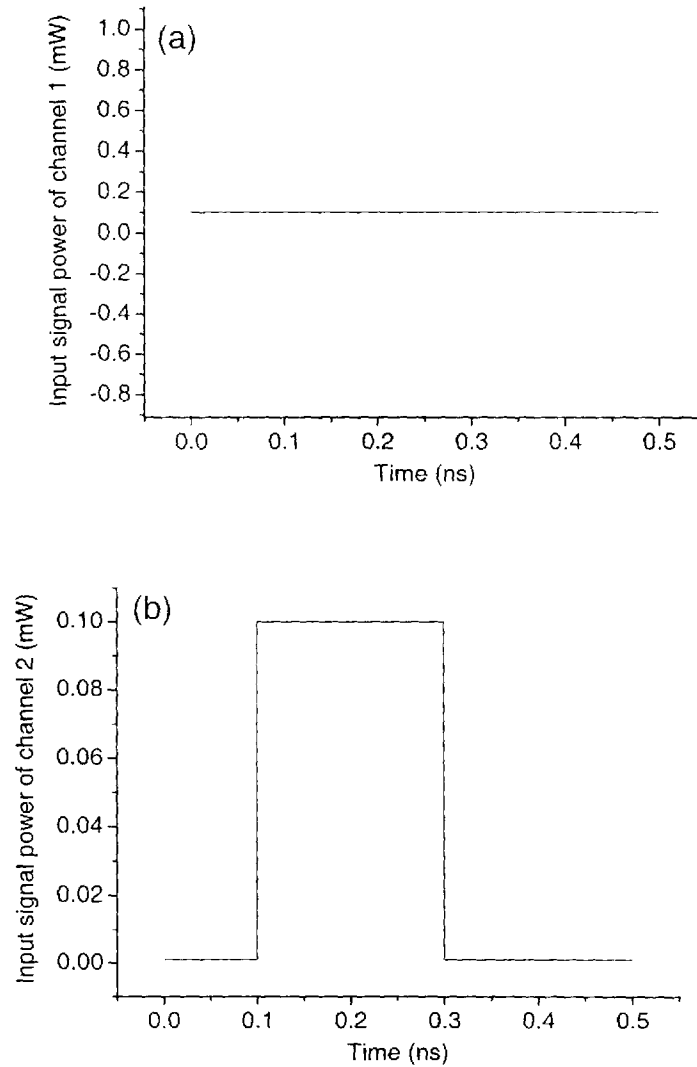 (a)
Input signal power of channel 1 (mW)
1.0
0.8
0.6
0.4
0.2
0.0
-0.2
-0.4
-0.6
-0.8
0.0 0.1 0.2 0.3 0.4 0.5
Time (ns)
(b)
Input signal power of channel 2 (mW)
0.10
0.08
0.06
0.04
0.02
0.00
0.0 0.1 0.2 0.3 0.4 0.5
Time (ns)